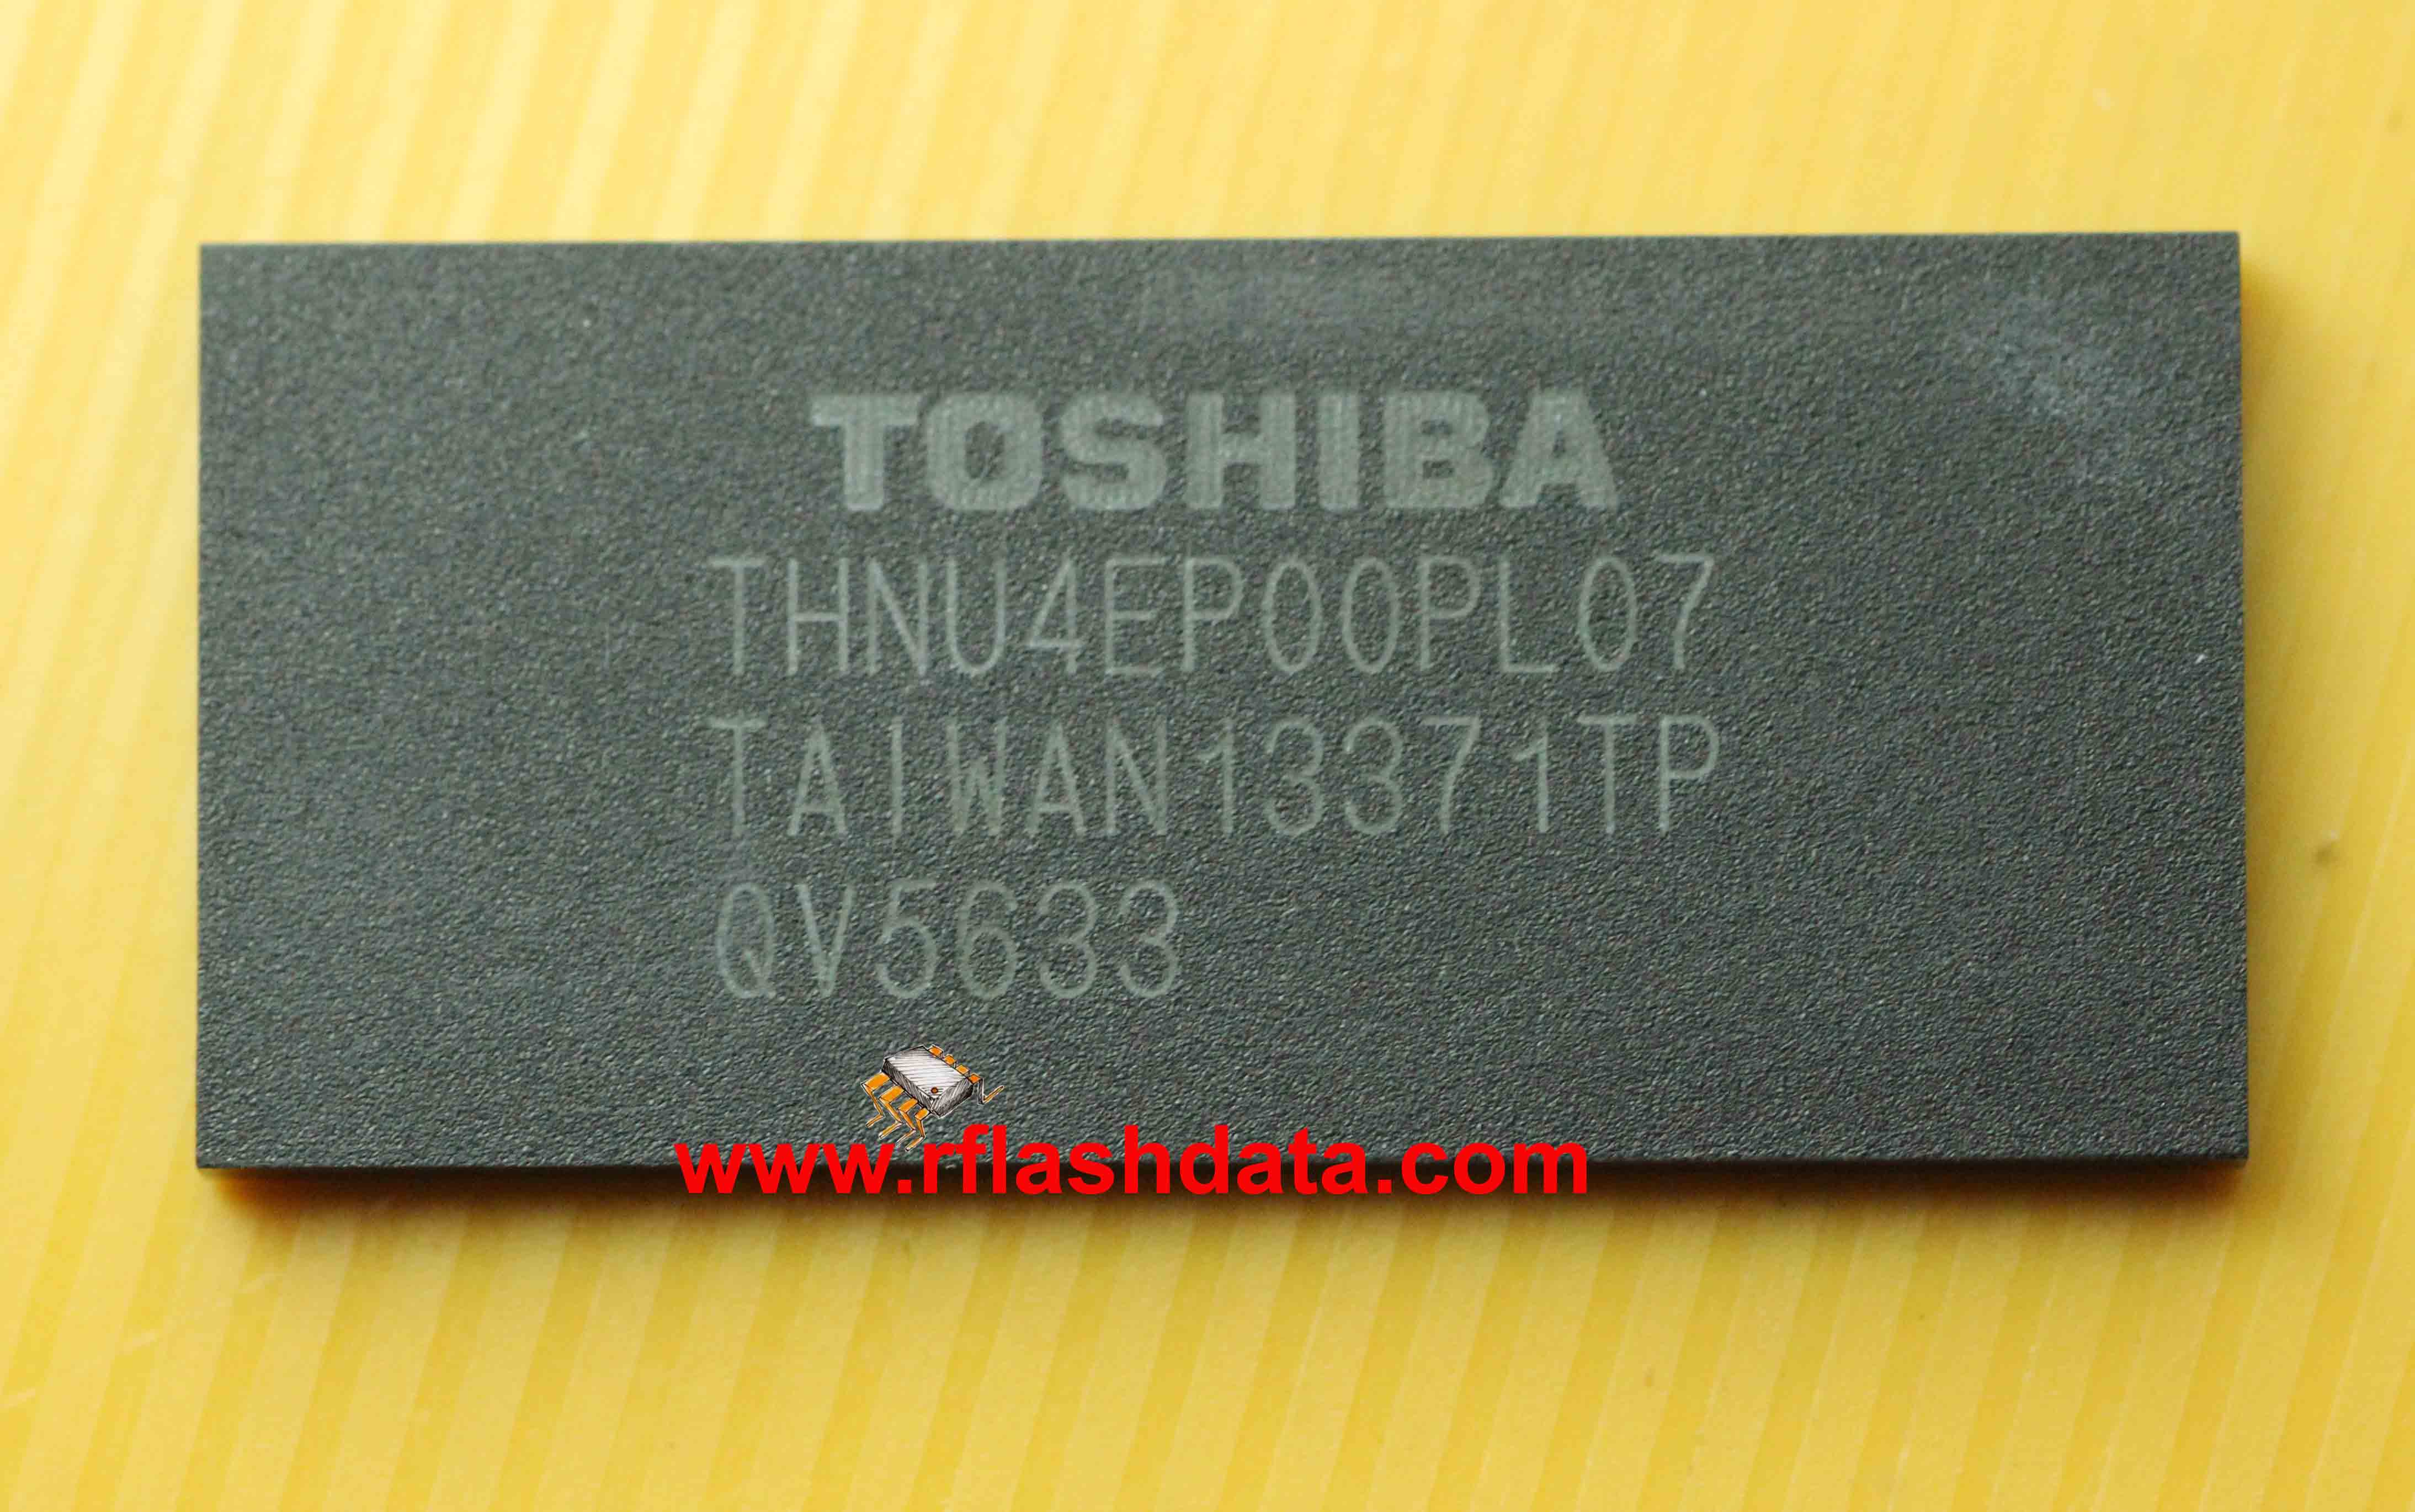 TOSHIBA
THNU4EP00PL07
TAIWAN13371TP
QV5633
www.rflashdata.com